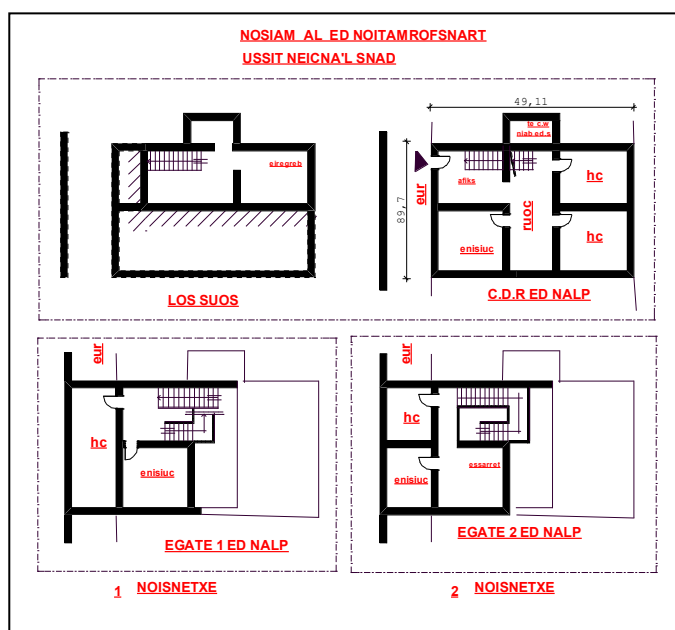 NOSIAM AL ED NOITAMROFSNART
USSIT NEICNA'L SNAD
49,11
te c.w
niab ed s
eiregreb
afiks
hc
eur
ruoc
89,7
enisiuc
hc
LOS SUOS
C.D.R ED NALP
eur
eur
hc
hc
enisiuc
enisiuc
essarret
EGATE 1 ED NALP
EGATE 2 ED NALP
1 NOISNETXE
2 NOISNETXE